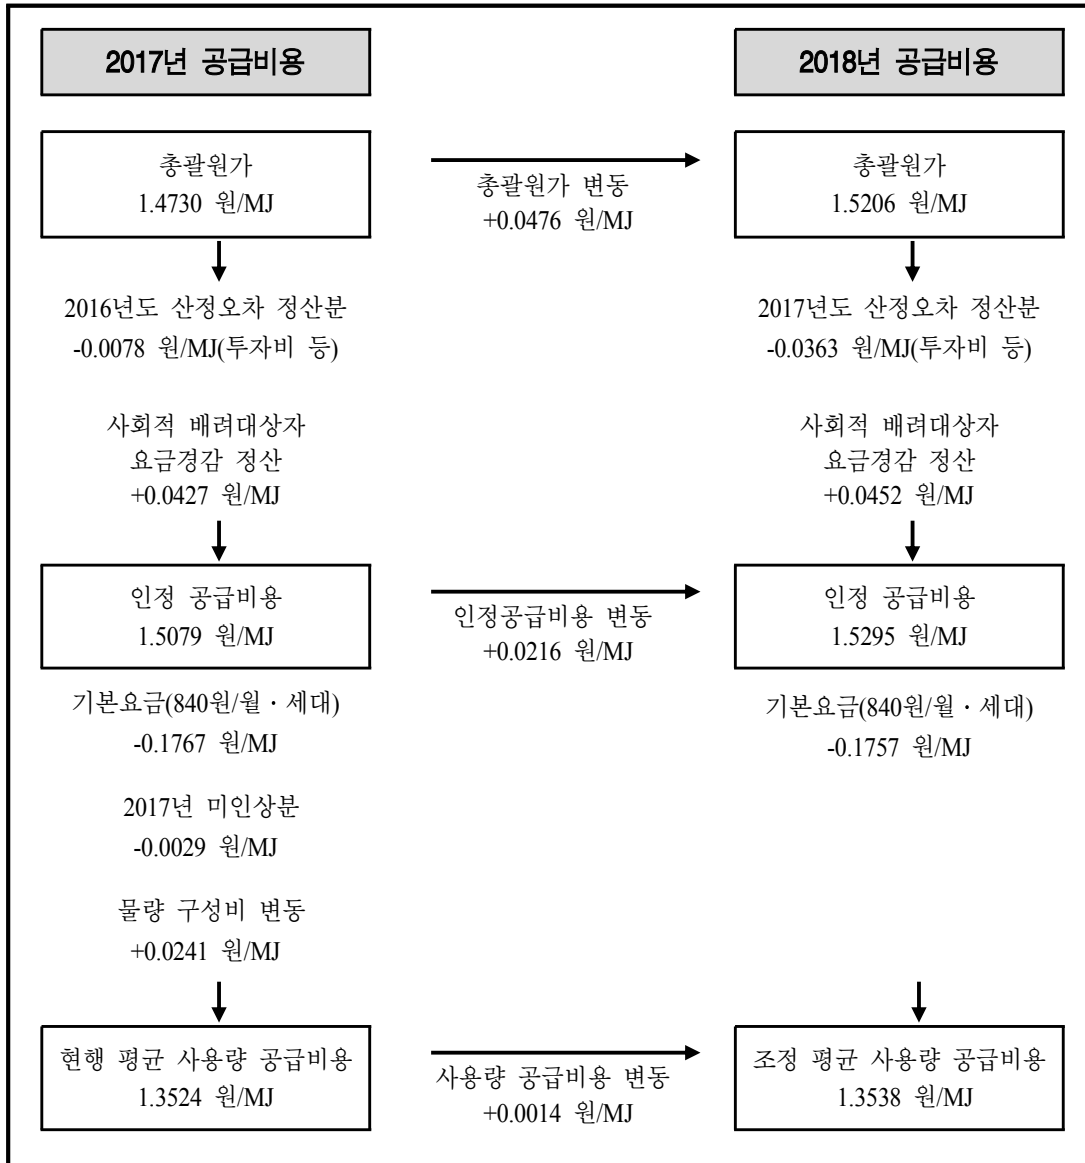 2017년 공급비용
2018년 공급비용
총괄원가
1.4730 원/MJ
총괄원가 변동
+0.0476 원/MJ
총괄원가
1.5206 원/MJ
2016년도 산정오차 정산분
-0.0078 원/MJ(투자비 등)
2017년도 산정오차 정산분
-0.0363 원/MJ(투자비 등)
사회적 배려대상자
요금경감 정산
+0.0427 원/MJ
사회적 배려대상자
요금경감 정산
+0.0452 원/MJ
인정 공급비용
1.5079 원/MJ
인정공급비용 변동
+0.0216 원/MJ
인정 공급비용
1.5295 원/MJ
기본요금(840원/월·세대)
-0.1767 원/MJ
기본요금(840원/월·세대)
-0.1757 원/MJ
2017년 미인상분
-0.0029 원/MJ
물량 구성비 변동
+0.0241 원/MJ
현행 평균 사용량 공급비용
1.3524 원/MJ
사용량 공급비용 변동
+0.0014 원/MJ
조정 평균 사용량 공급비용
1.3538 원/MJ